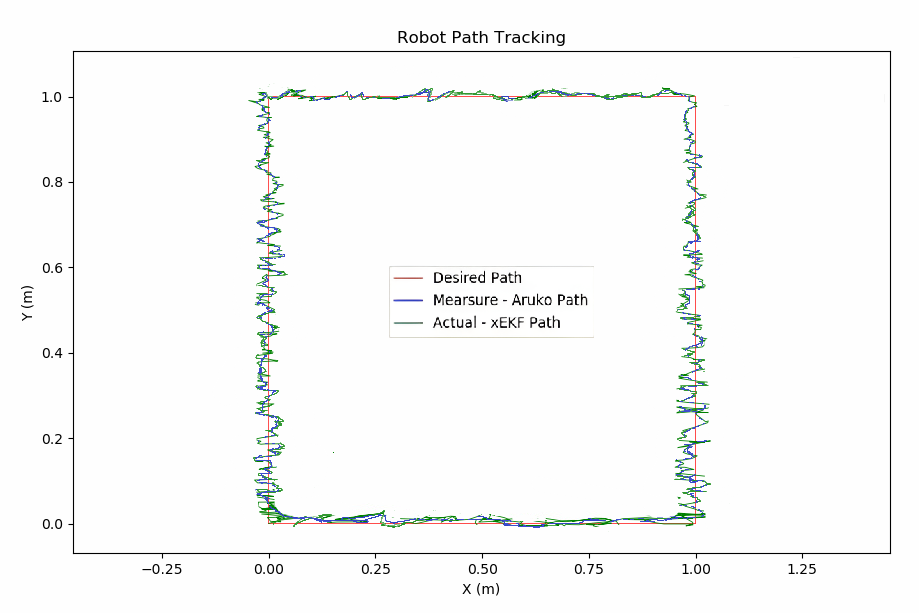 Robot Path Tracking
1.0
0.8
0.6
0.4
0.2
0.0
Y (m)
Desired Path
Mearsure - Aruko Path
Actual - xEKF Path
−0.25 0.00 0.25 0.50 0.75 1.00 1.25
X (m)